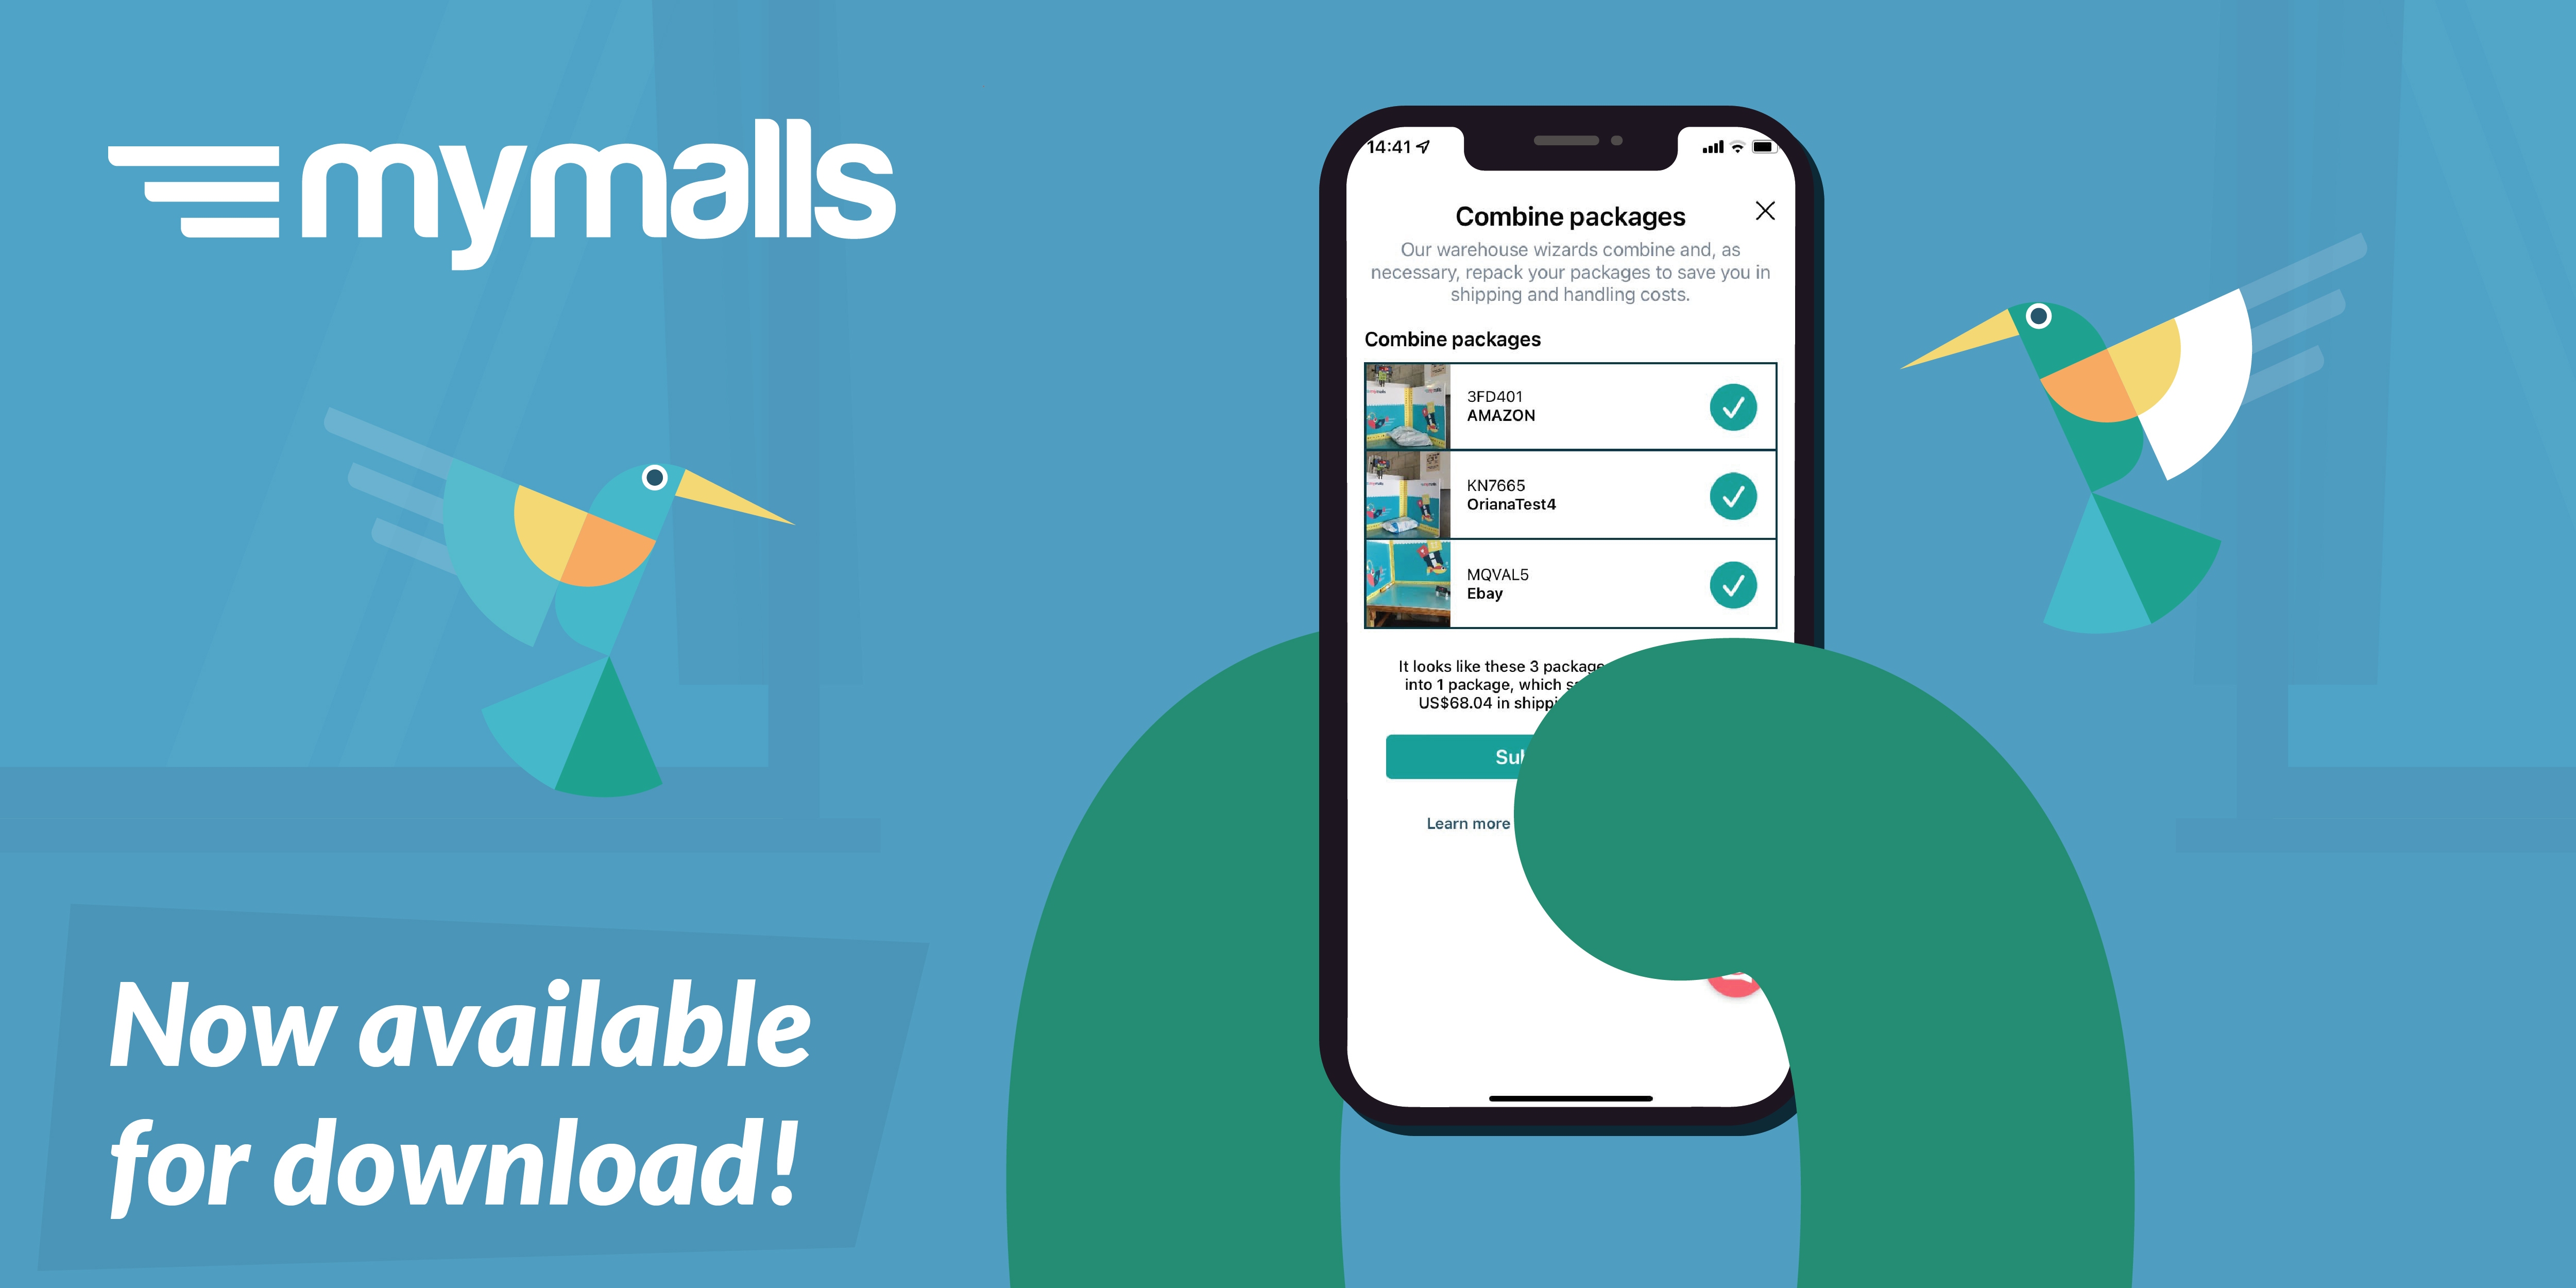 mymalls
Now available
for download!
14:41
Combine packages
Our warehouse wizards combine and, as
necessary, repack your packages to save you in
shipping and handling costs.
Combine packages
3FD401
AMAZON
KN7665
OrianaTest4
MQVAL5
Ebay
It looks like these 3
into 1 package, which
US$68.04 in
Learn more